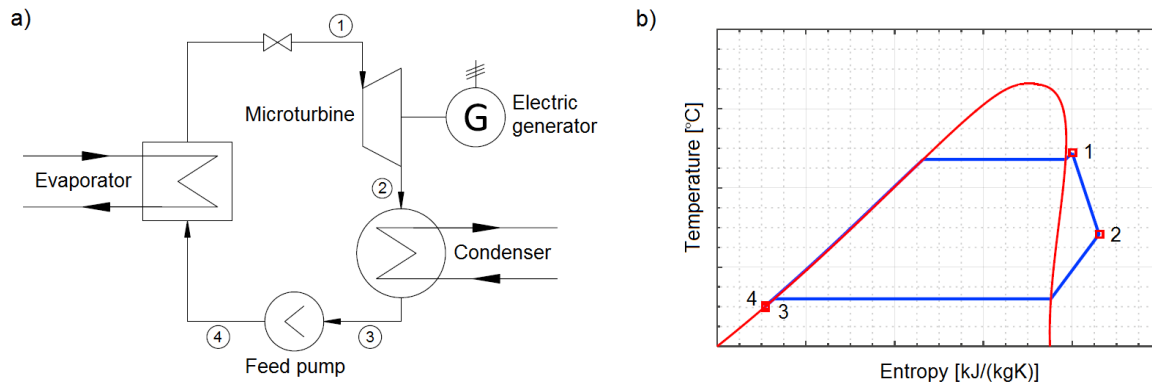 a)
①
Microturbine
G
Electric
generator
Evaporator
②
Condenser
④
③
Feed pump
b)
Temperature [°C]
1
2
4
3
Entropy [kJ/(kgK)]